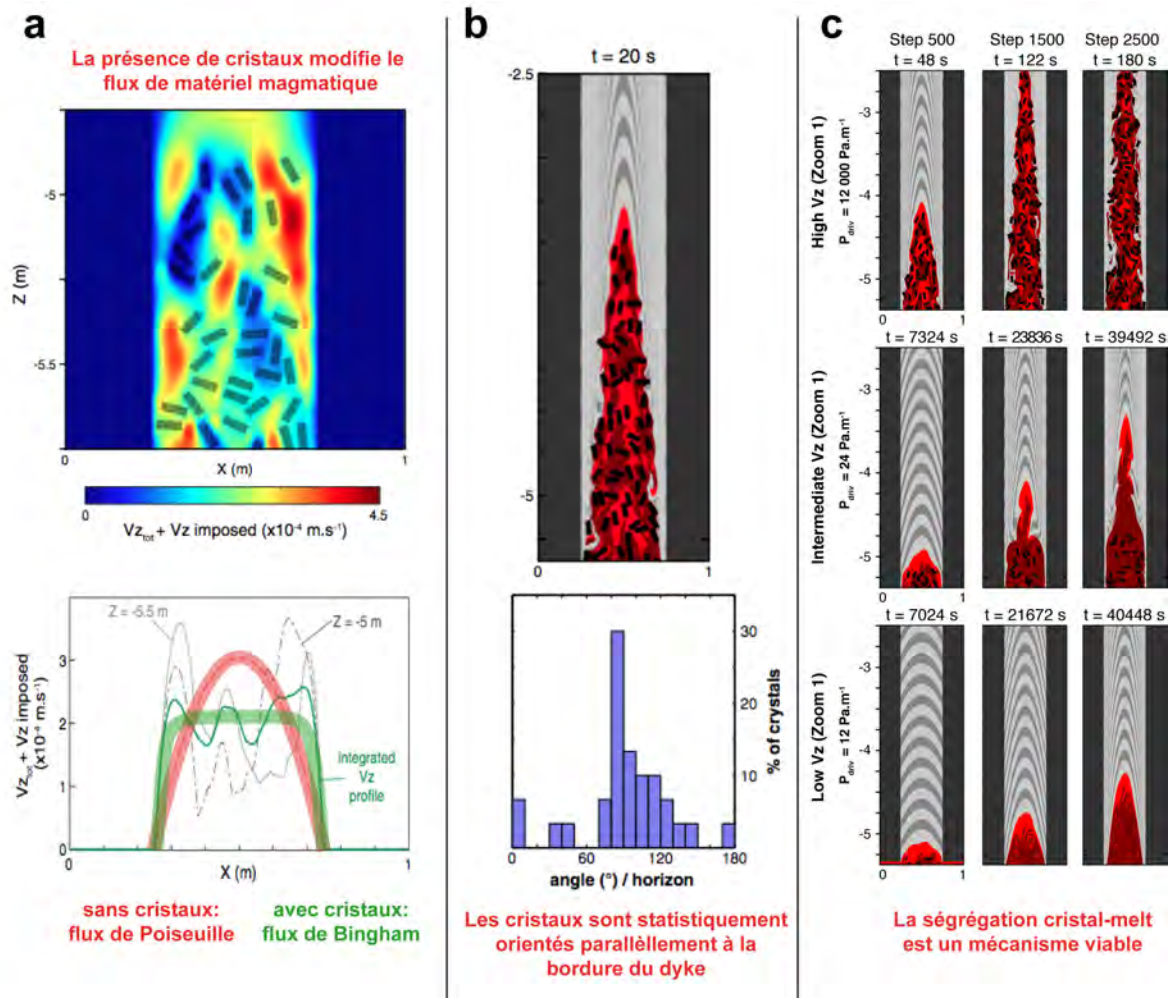 a
La présence de cristaux modifie le
flux de matériel magmatique
Z (m)
-5
-5.5
0
X (m)
1
0
4.5
Vz_tot + Vz imposed (x10⁻⁴ m.s⁻¹)
Vz_tot + Vz imposed
(x10⁻⁴ m.s⁻¹)
Z = -5.5 m
Z = -5 m
3
2
1
0
integrated
Vz
profile
0
X (m)
1
sans cristaux:
flux de Poiseuille
avec cristaux:
flux de Bingham
b
t = 20 s
-2.5
-5
0
1
30
20
10
% of crystals
0
60
120
180
angle (°) / horizon
Les cristaux sont statistiquement
orientés parallèllement à la
bordure du dyke
c
Step 500
Step 1500
Step 2500
t = 48 s
t = 122 s
t = 180 s
High Vz (Zoom 1)
P_driv = 12 000 Pa.m⁻¹
-3
-4
-5
0
1
t = 7324 s
t = 23836 s
t = 39492 s
Intermediate Vz (Zoom 1)
P_driv = 24 Pa.m⁻¹
-3
-4
-5
0
1
t = 7024 s
t = 21672 s
t = 40448 s
Low Vz (Zoom 1)
P_driv = 12 Pa.m⁻¹
-3
-4
-5
0
1
La ségrégation cristal-melt
est un mécanisme viable